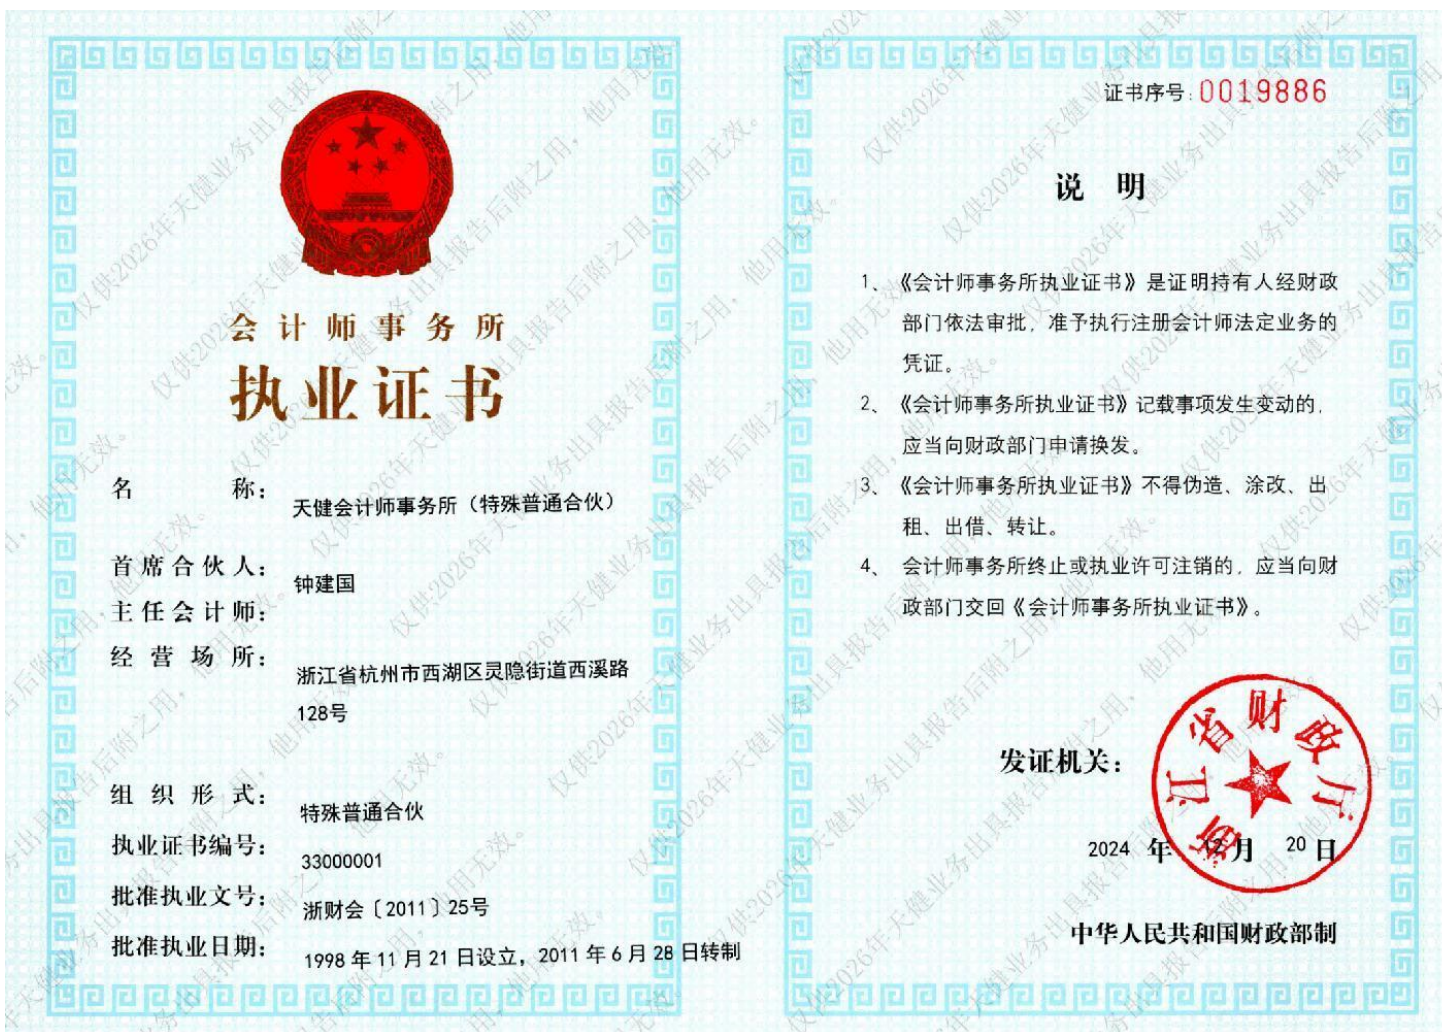 会计师事务所
执业证书
名称:
天健会计师事务所(特殊普通合伙)
首席合伙人:
钟建国
主任会计师:
经营场所:
浙江省杭州市西湖区灵隐街道西溪路
128号
组织形式:
特殊普通合伙
执业证书编号:
33000001
批准执业文号:
浙财会〔2011〕25号
批准执业日期:
1998年11月21日设立,2011年6月28日转制
证书序号:0019886
说明
1、《会计师事务所执业证书》是证明持有人经财政
部门依法审批,准予执行注册会计师法定业务的
凭证。
2、《会计师事务所执业证书》记载事项发生变动的,
应当向财政部门申请换发。
3、《会计师事务所执业证书》不得伪造、涂改、出
租、出借、转让。
4、会计师事务所终止或执业许可注销的,应当向财
政部门交回《会计师事务所执业证书》。
发证机关:
浙江省财政厅
2024年12月20日
中华人民共和国财政部制
仅供2026年天健业务出具报告后附之用,他用无效。